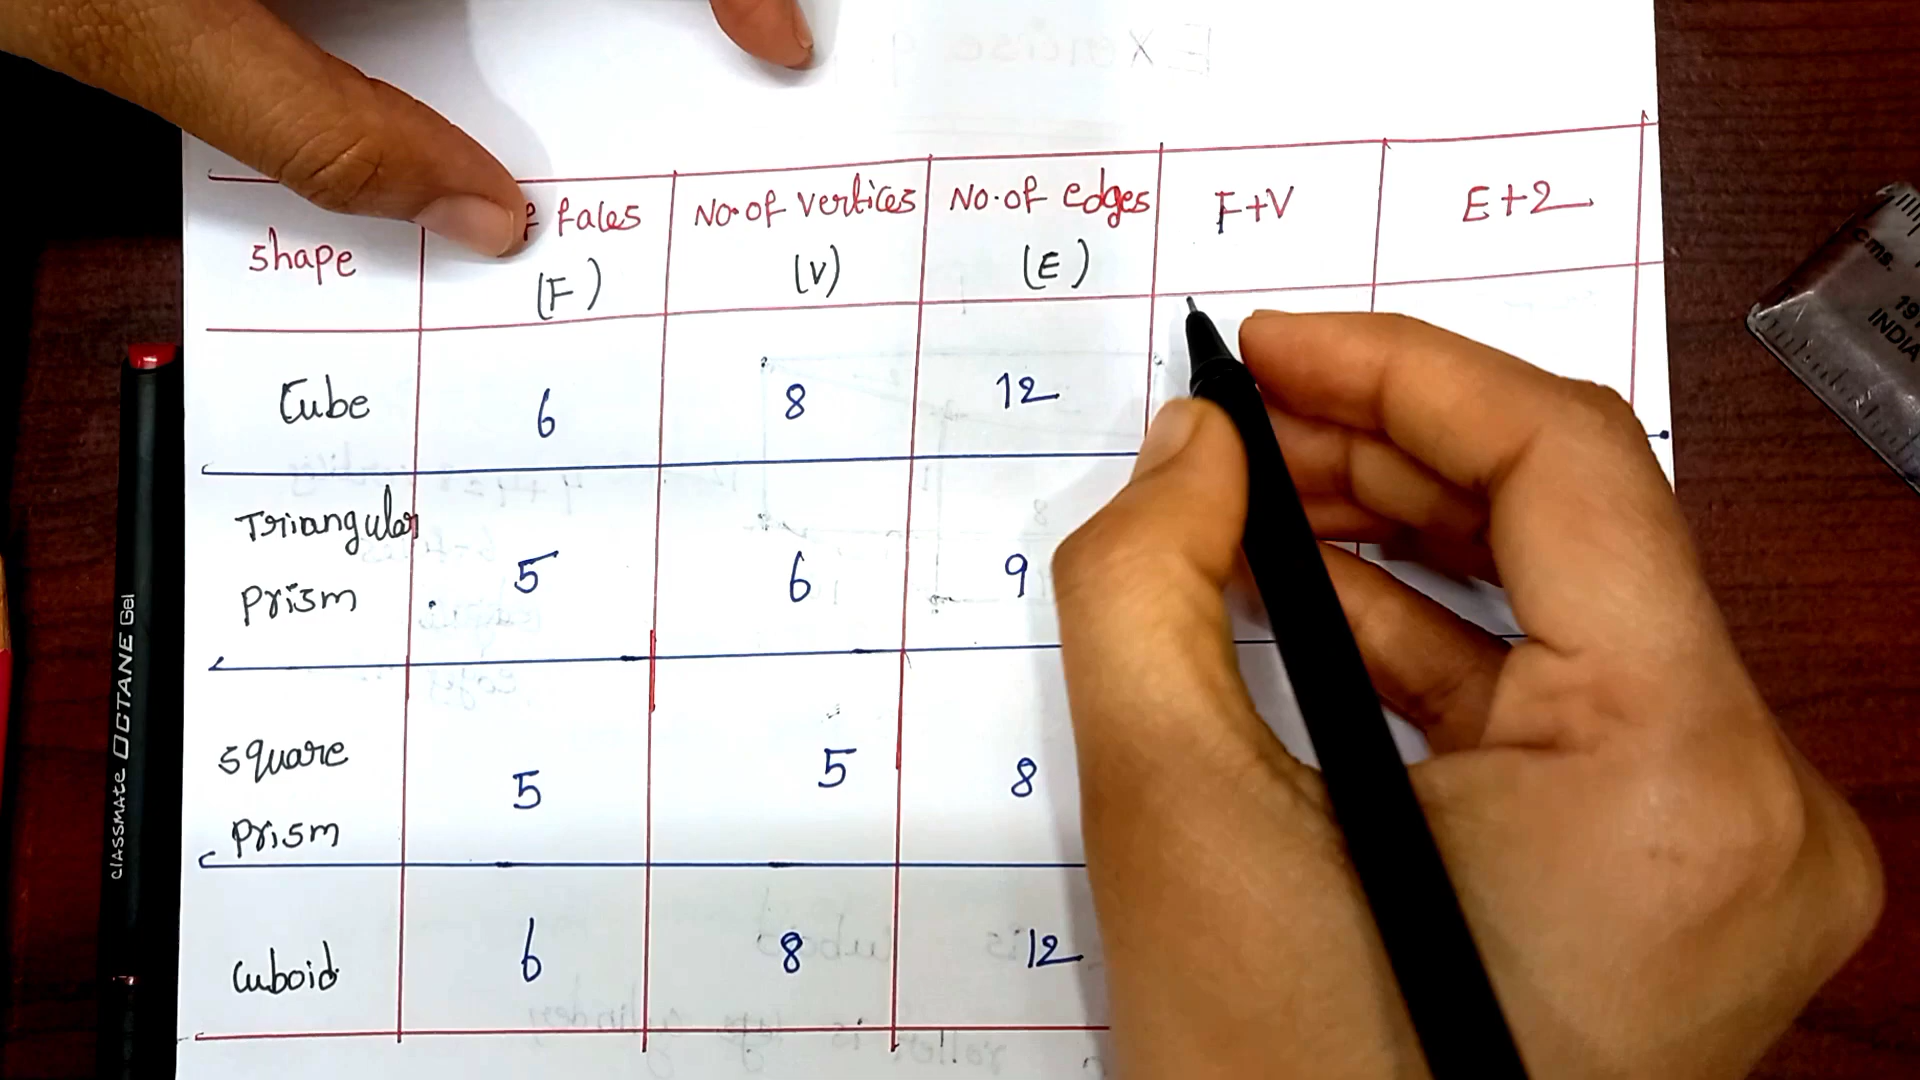 shape
faces
(F)
No.of vertices
(V)
No.of edges
(E)
F+V
E+2
Cube
6
8
12
Triangular
prism
5
6
9
square
prism
5
5
8
cuboid
6
8
12
classmate OCTANE Gel
cms.
INDIA